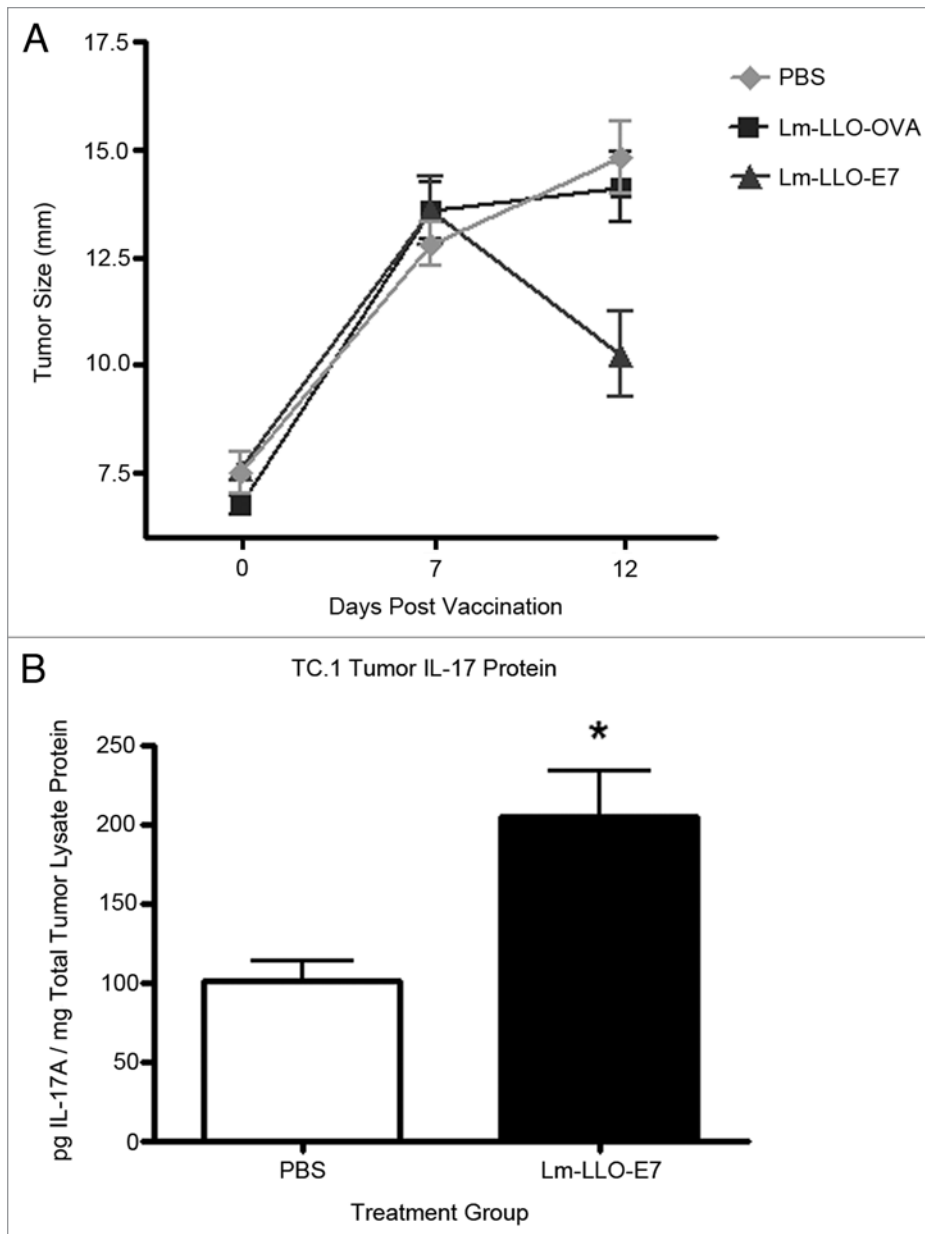 A
17.5
15.0
12.5
10.0
7.5
Tumor Size (mm)
0 7 12
Days Post Vaccination
PBS
Lm-LLO-OVA
Lm-LLO-E7
B
TC.1 Tumor IL-17 Protein
*
250
200
150
100
50
0
pg IL-17A / mg Total Tumor Lysate Protein
PBS Lm-LLO-E7
Treatment Group